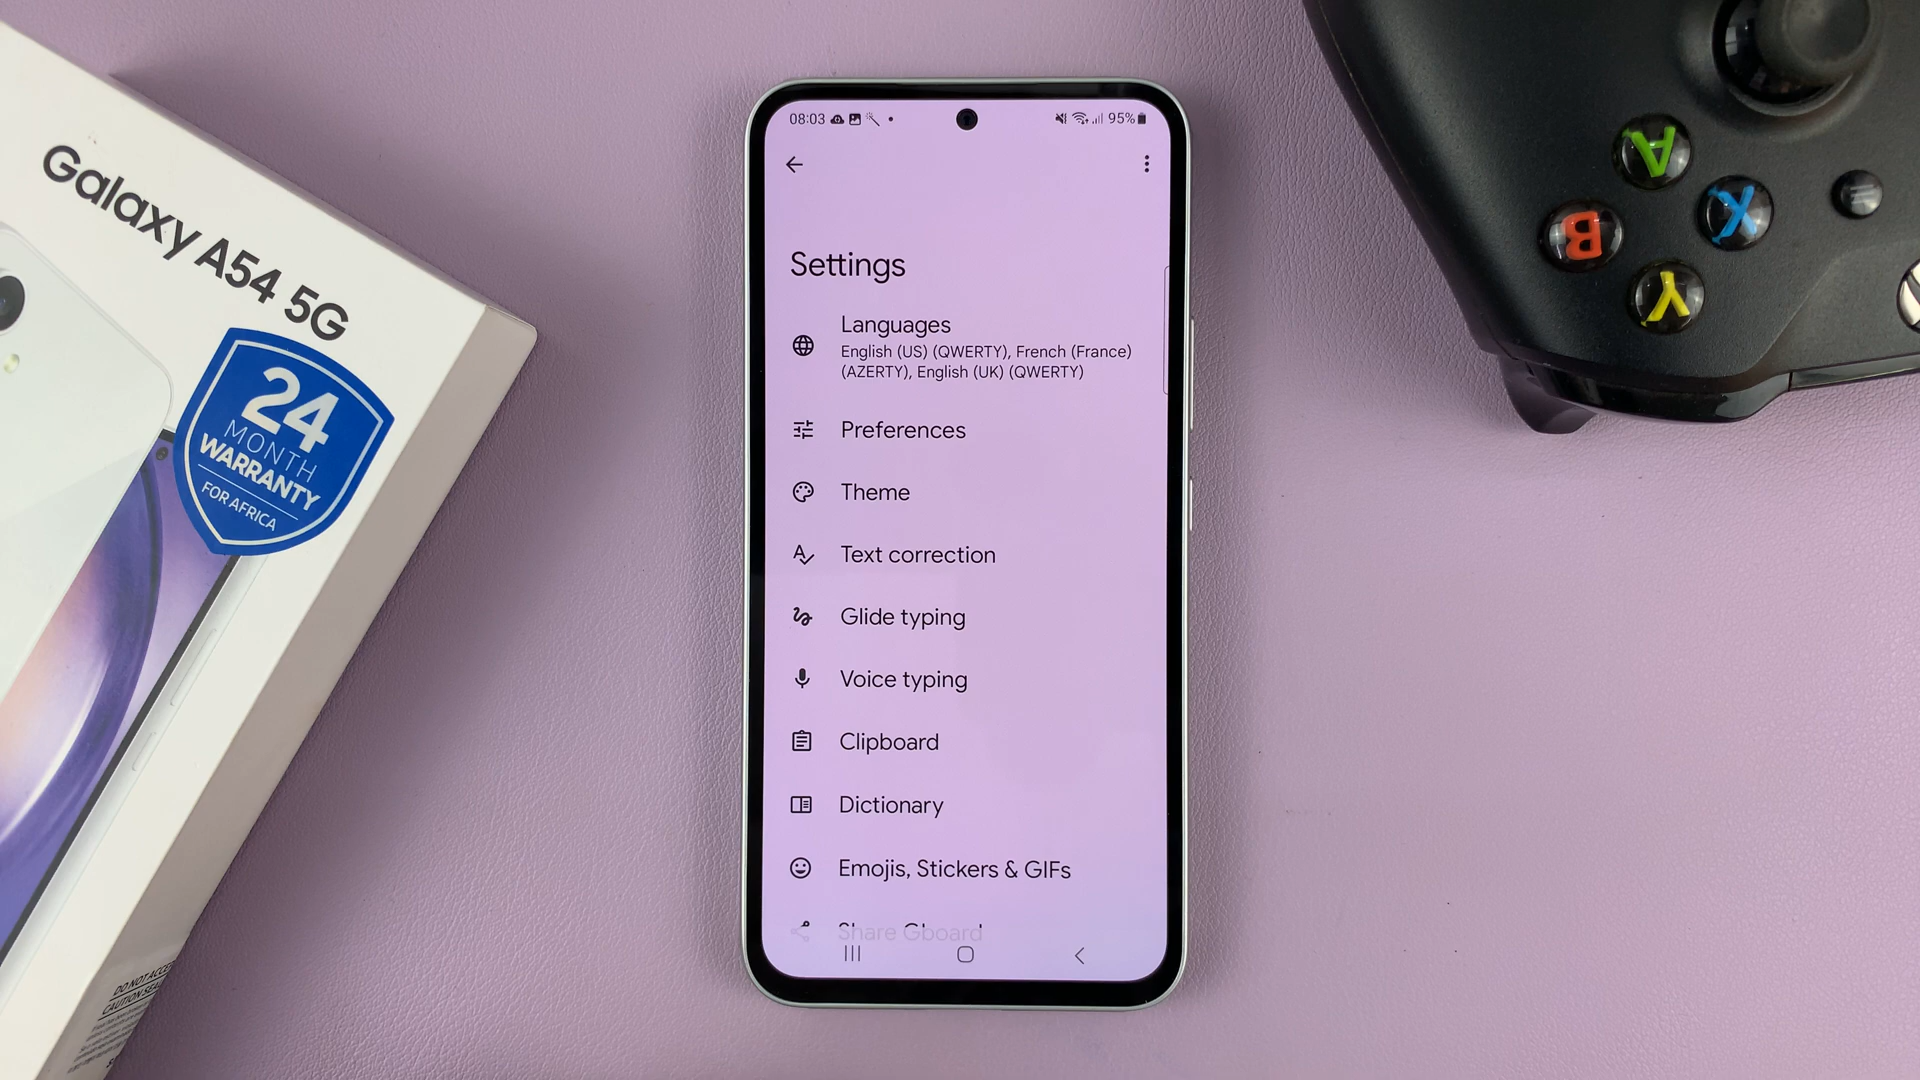 Galaxy A54 5G
24
MONTH
WARRANTY
FOR AFRICA
08:03
95%
Settings
Languages
English (US) (QWERTY), French (France)
(AZERTY), English (UK) (QWERTY)
Preferences
Theme
Text correction
Glide typing
Voice typing
Clipboard
Dictionary
Emojis, Stickers & GIFs
Share Gboard
A
B
X
Y